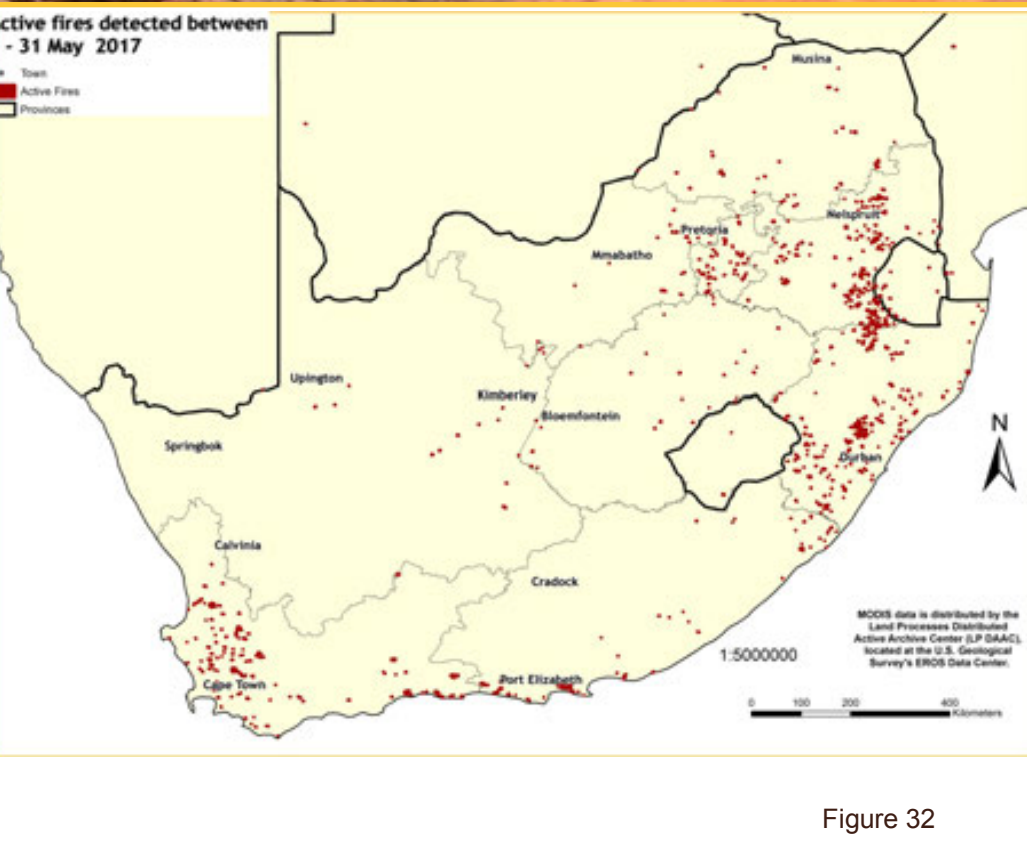 ctive fires detected between
- 31 May 2017
Town
Active Fires
Provinces
Musina
Nelspruit
Pretoria
Mmabatho
Upington
Kimberley
Bloemfontein
Springbok
Durban
N
Calvinia
Cradock
MODIS data is distributed by the
Land Processes Distributed
Active Archive Center (LP DAAC),
located at the U.S. Geological
Survey's EROS Data Center.
1:5000000
Port Elizabeth
Cape Town
0 100 200 400
Kilometers
Figure 32